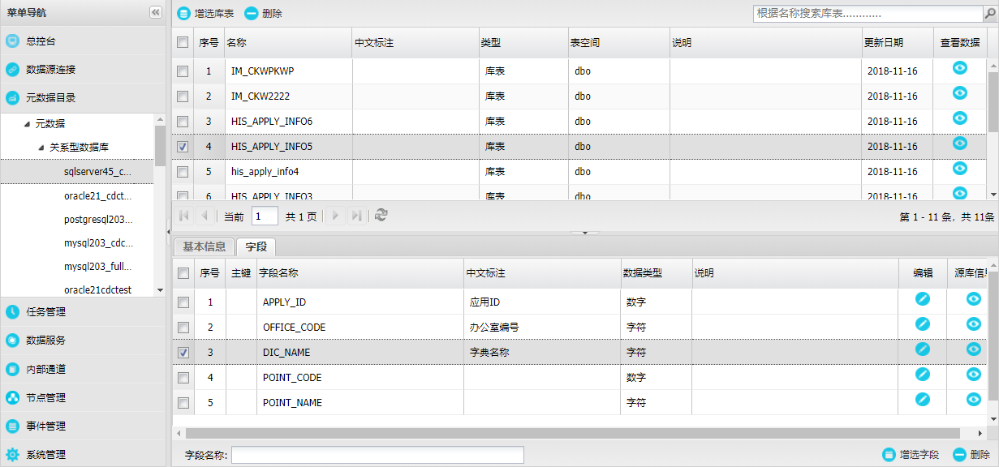 菜单导航
总控台
数据源连接
元数据目录
元数据
关系型数据库
sqlserver45_c...
oracle21_cdct...
postgresql203...
mysql203_cdc...
mysql203_full...
oracle21cdctest
任务管理
数据服务
内部通道
节点管理
事件管理
系统管理
增选库表 删除 根据名称搜索库表............
序号 名称 中文标注 类型 表空间 说明 更新日期 查看数据
1 IM_CKWPKWP 库表 dbo 2018-11-16
2 IM_CKW2222 库表 dbo 2018-11-16
3 HIS_APPLY_INFO6 库表 dbo 2018-11-16
4 HIS_APPLY_INFO5 库表 dbo 2018-11-16
5 his_apply_info4 库表 dbo 2018-11-16
6 HIS_APPLY_INFO3 库表 dbo 2018-11-16
当前 1 共 1 页 第 1 - 11 条，共 11条
基本信息 字段
序号 主键 字段名称 中文标注 数据类型 说明 编辑 源库信息
1 APPLY_ID 应用ID 数字
2 OFFICE_CODE 办公室编号 字符
3 DIC_NAME 字典名称 字符
4 POINT_CODE 数字
5 POINT_NAME 字符
字段名称: 增选字段 删除